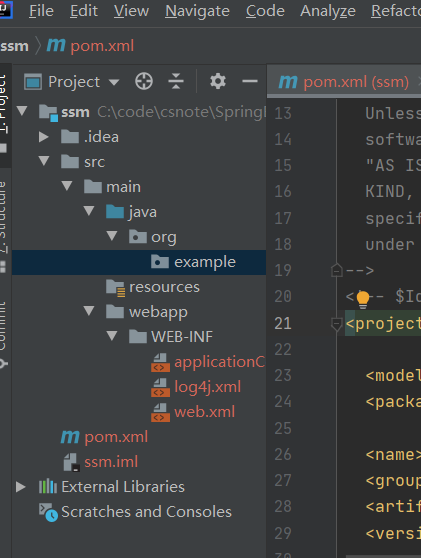 File Edit View Navigate Code Analyze Refacto
ssm pom.xml
Project
pom.xml (ssm)
ssm C:\code\csnote\Spring
.idea
src
main
java
org
example
resources
webapp
WEB-INF
applicationC
log4j.xml
web.xml
pom.xml
ssm.iml
External Libraries
Scratches and Consoles
1: Project
7: Structure
Commit
13 Unless
14 softwa
15 "AS IS
16 KIND,
17 specif
18 under
19 -->
20 <!-- $Id
21 <project
22
23 <model
24 <packa
25
26 <name>
27 <group
28 <artif
29 <versi